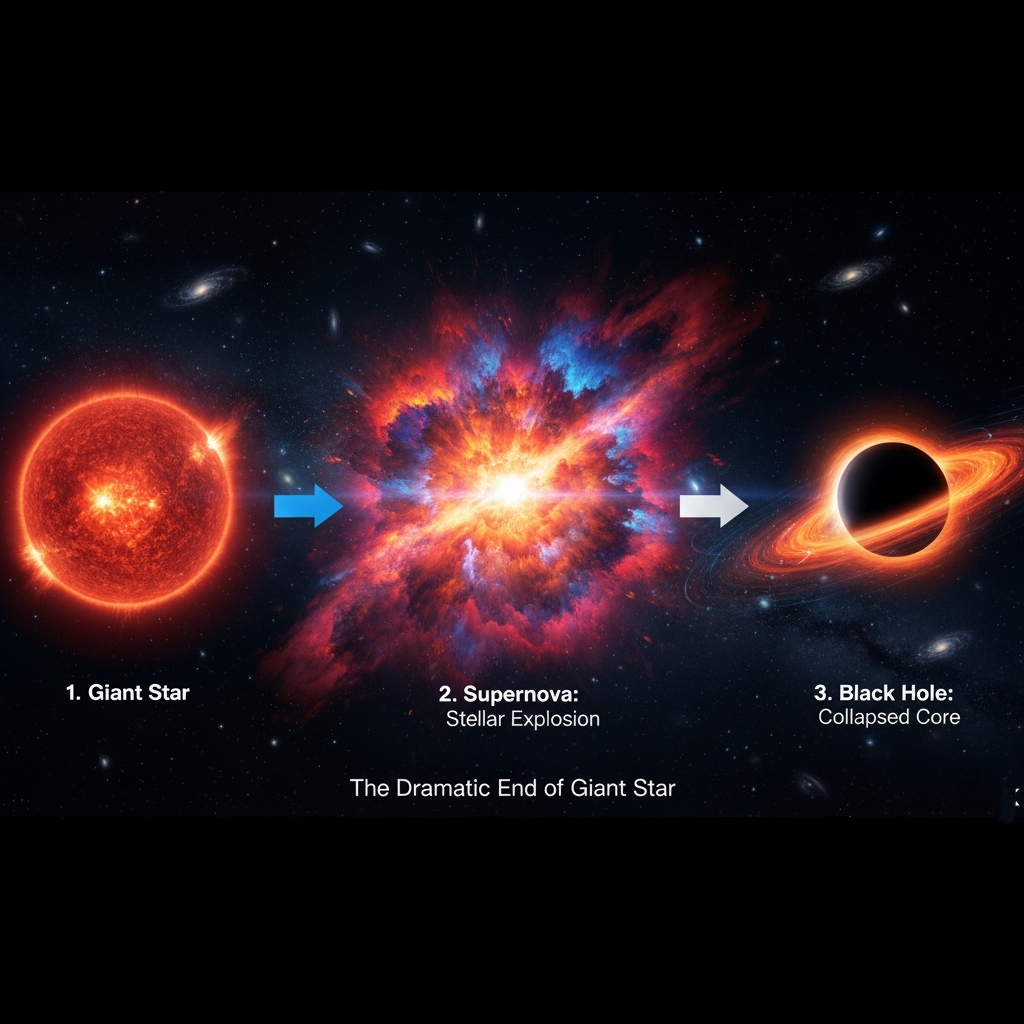 1. Giant Star
2. Supernova:
Stellar Explosion
3. Black Hole:
Collapsed Core
The Dramatic End of Giant Star